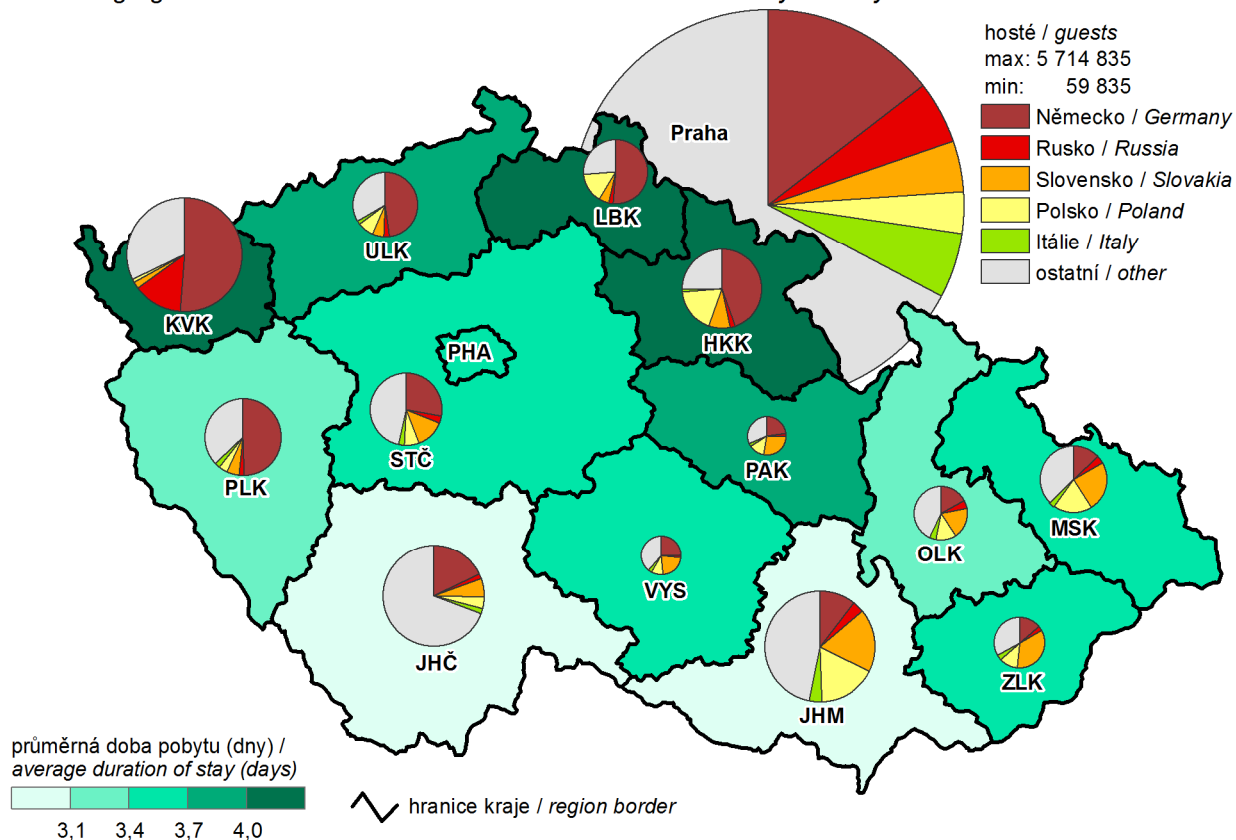 hosté / guests
max: 5 714 835
min: 59 835
Německo / Germany
Rusko / Russia
Slovensko / Slovakia
Polsko / Poland
Itálie / Italy
ostatní / other
Praha
LBK
ULK
KVK
HKK
PHA
STČ
PAK
PLK
MSK
OLK
VYS
JHČ
ZLK
JHM
průměrná doba pobytu (dny) /
average duration of stay (days)
3,1 3,4 3,7 4,0
hranice kraje / region border